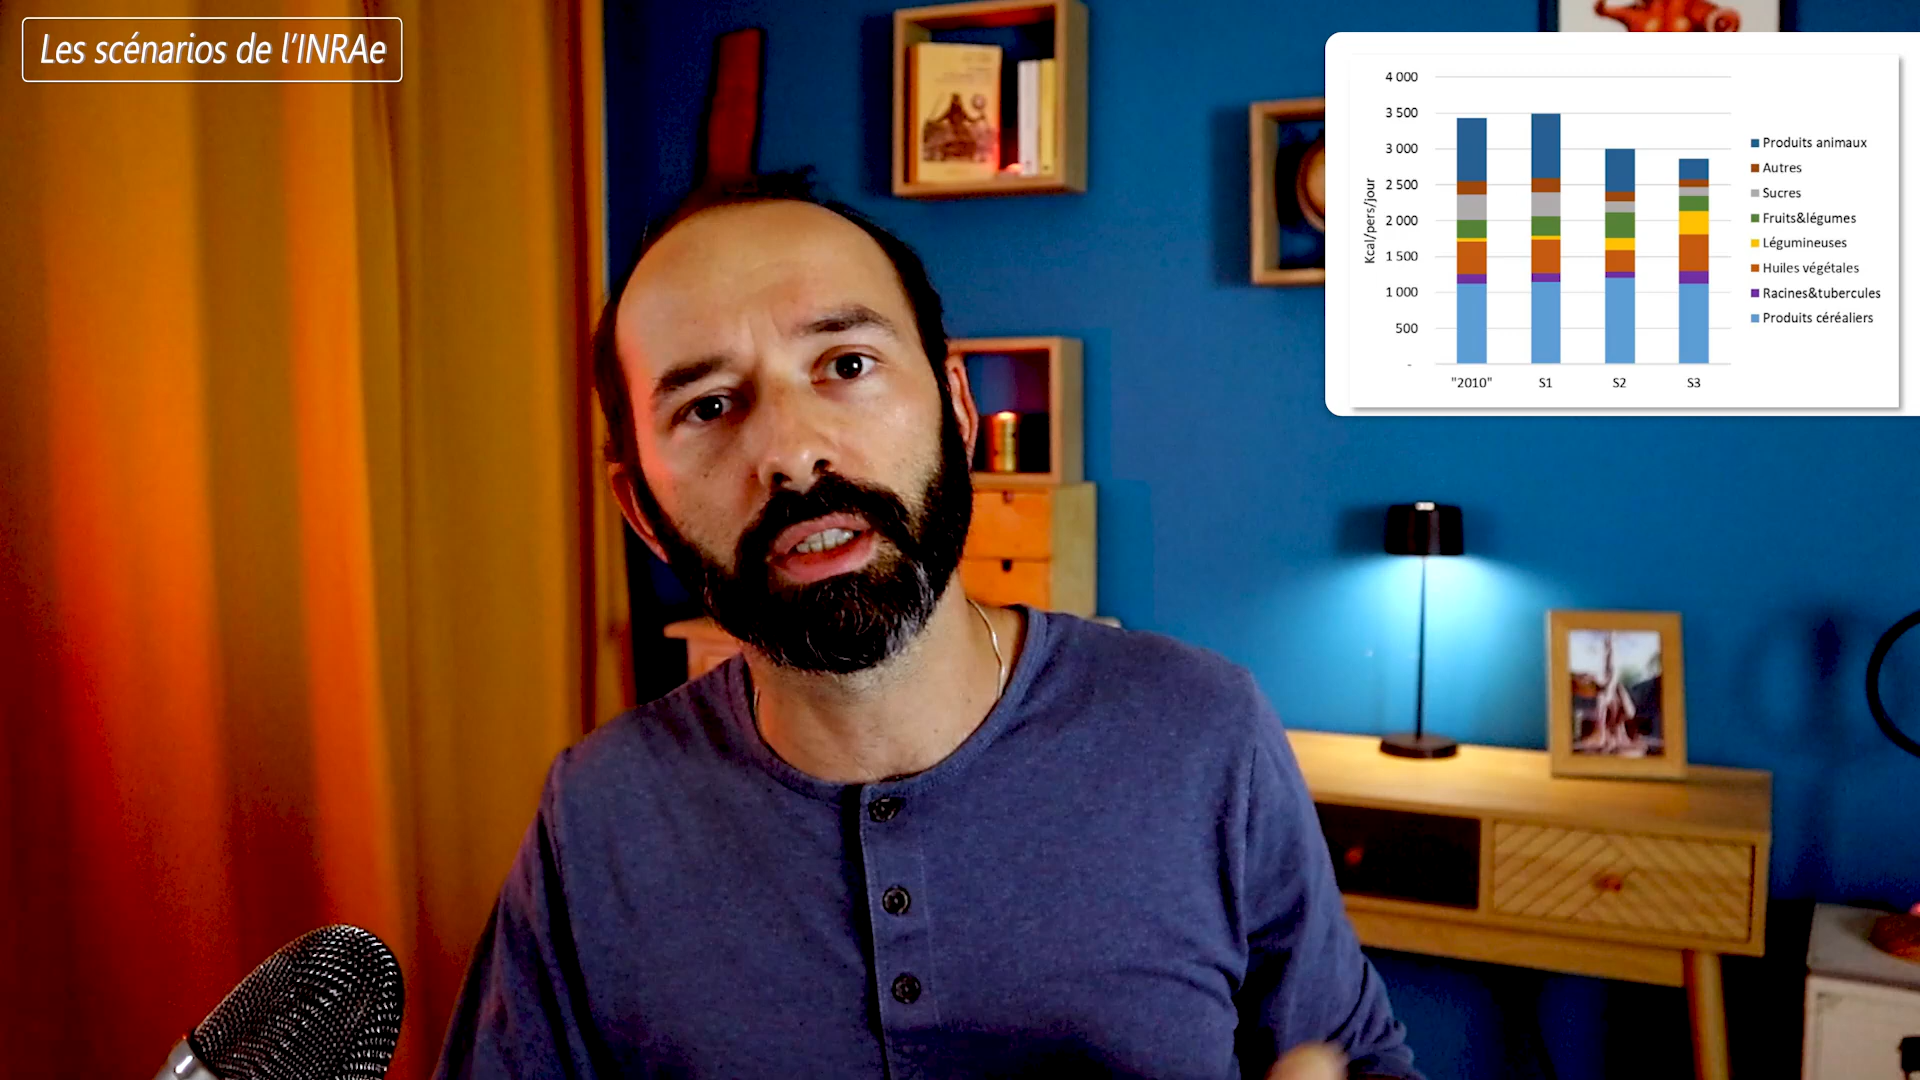 Les scénarios de l'INRAe
4 000
3 500
3 000
2 500
2 000
1 500
1 000
500
-
Kcal/pers/jour
"2010"
S1
S2
S3
Produits animaux
Autres
Sucres
Fruits&légumes
Légumineuses
Huiles végétales
Racines&tubercules
Produits céréaliers